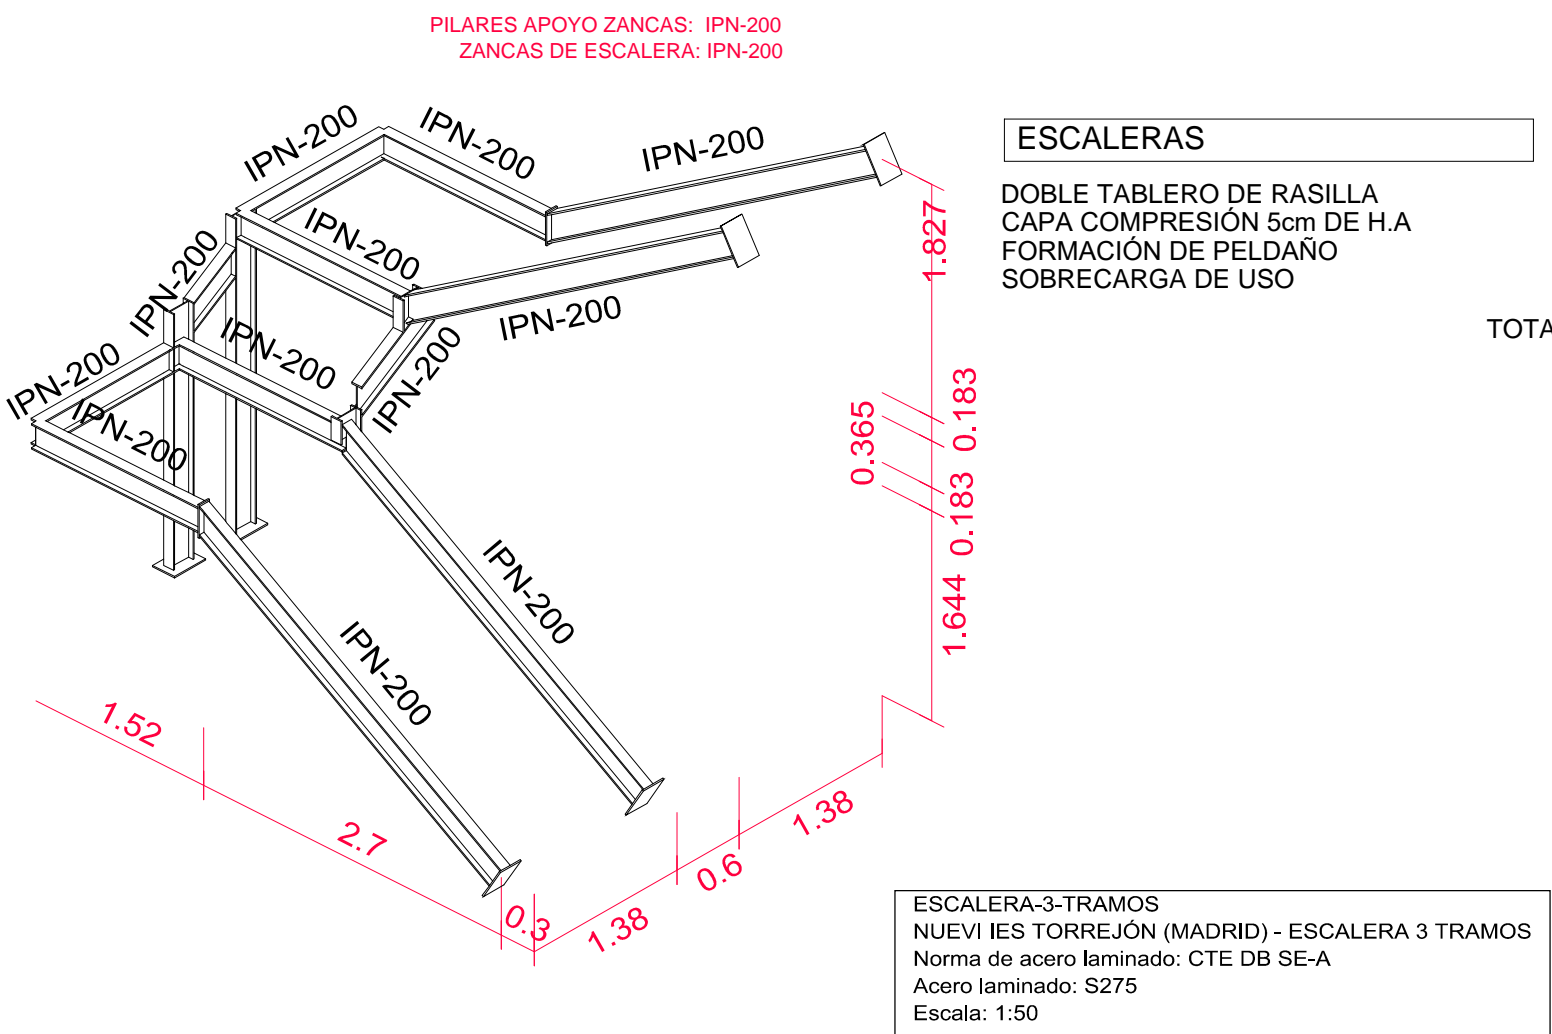 PILARES APOYO ZANCAS: IPN-200
ZANCAS DE ESCALERA: IPN-200
IPN-200
IPN-200
IPN-200
IPN-200
IPN-200
IPN-200
IPN-200
IPN-200
IPN-200
IPN-200
IPN-200
IPN-200
ESCALERAS
DOBLE TABLERO DE RASILLA
CAPA COMPRESIÓN 5cm DE H.A
FORMACIÓN DE PELDAÑO
SOBRECARGA DE USO
TOTA
1.827
0.183
0.365
0.183
1.644
1.52
2.7
0.3
1.38
0.6
1.38
ESCALERA-3-TRAMOS
NUEVI IES TORREJÓN (MADRID) - ESCALERA 3 TRAMOS
Norma de acero laminado: CTE DB SE-A
Acero laminado: S275
Escala: 1:50